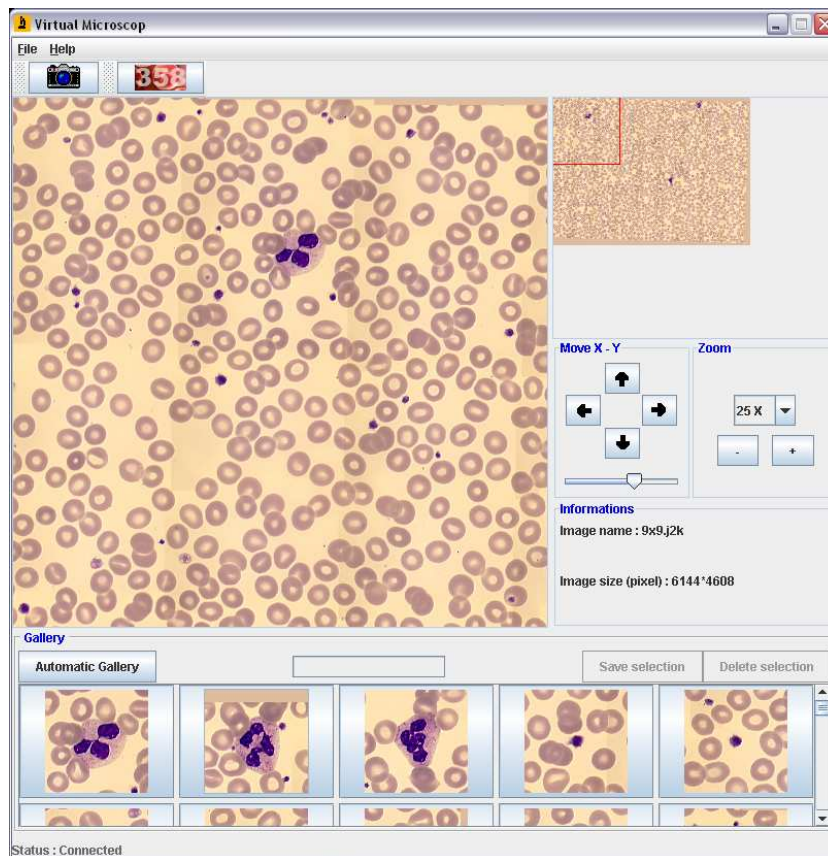 Virtual Microscop
File Help
358
Move X - Y
Zoom
25 X
- +
Informations
Image name : 9x9.j2k
Image size (pixel) : 6144*4608
Gallery
Automatic Gallery
Save selection
Delete selection
Status : Connected